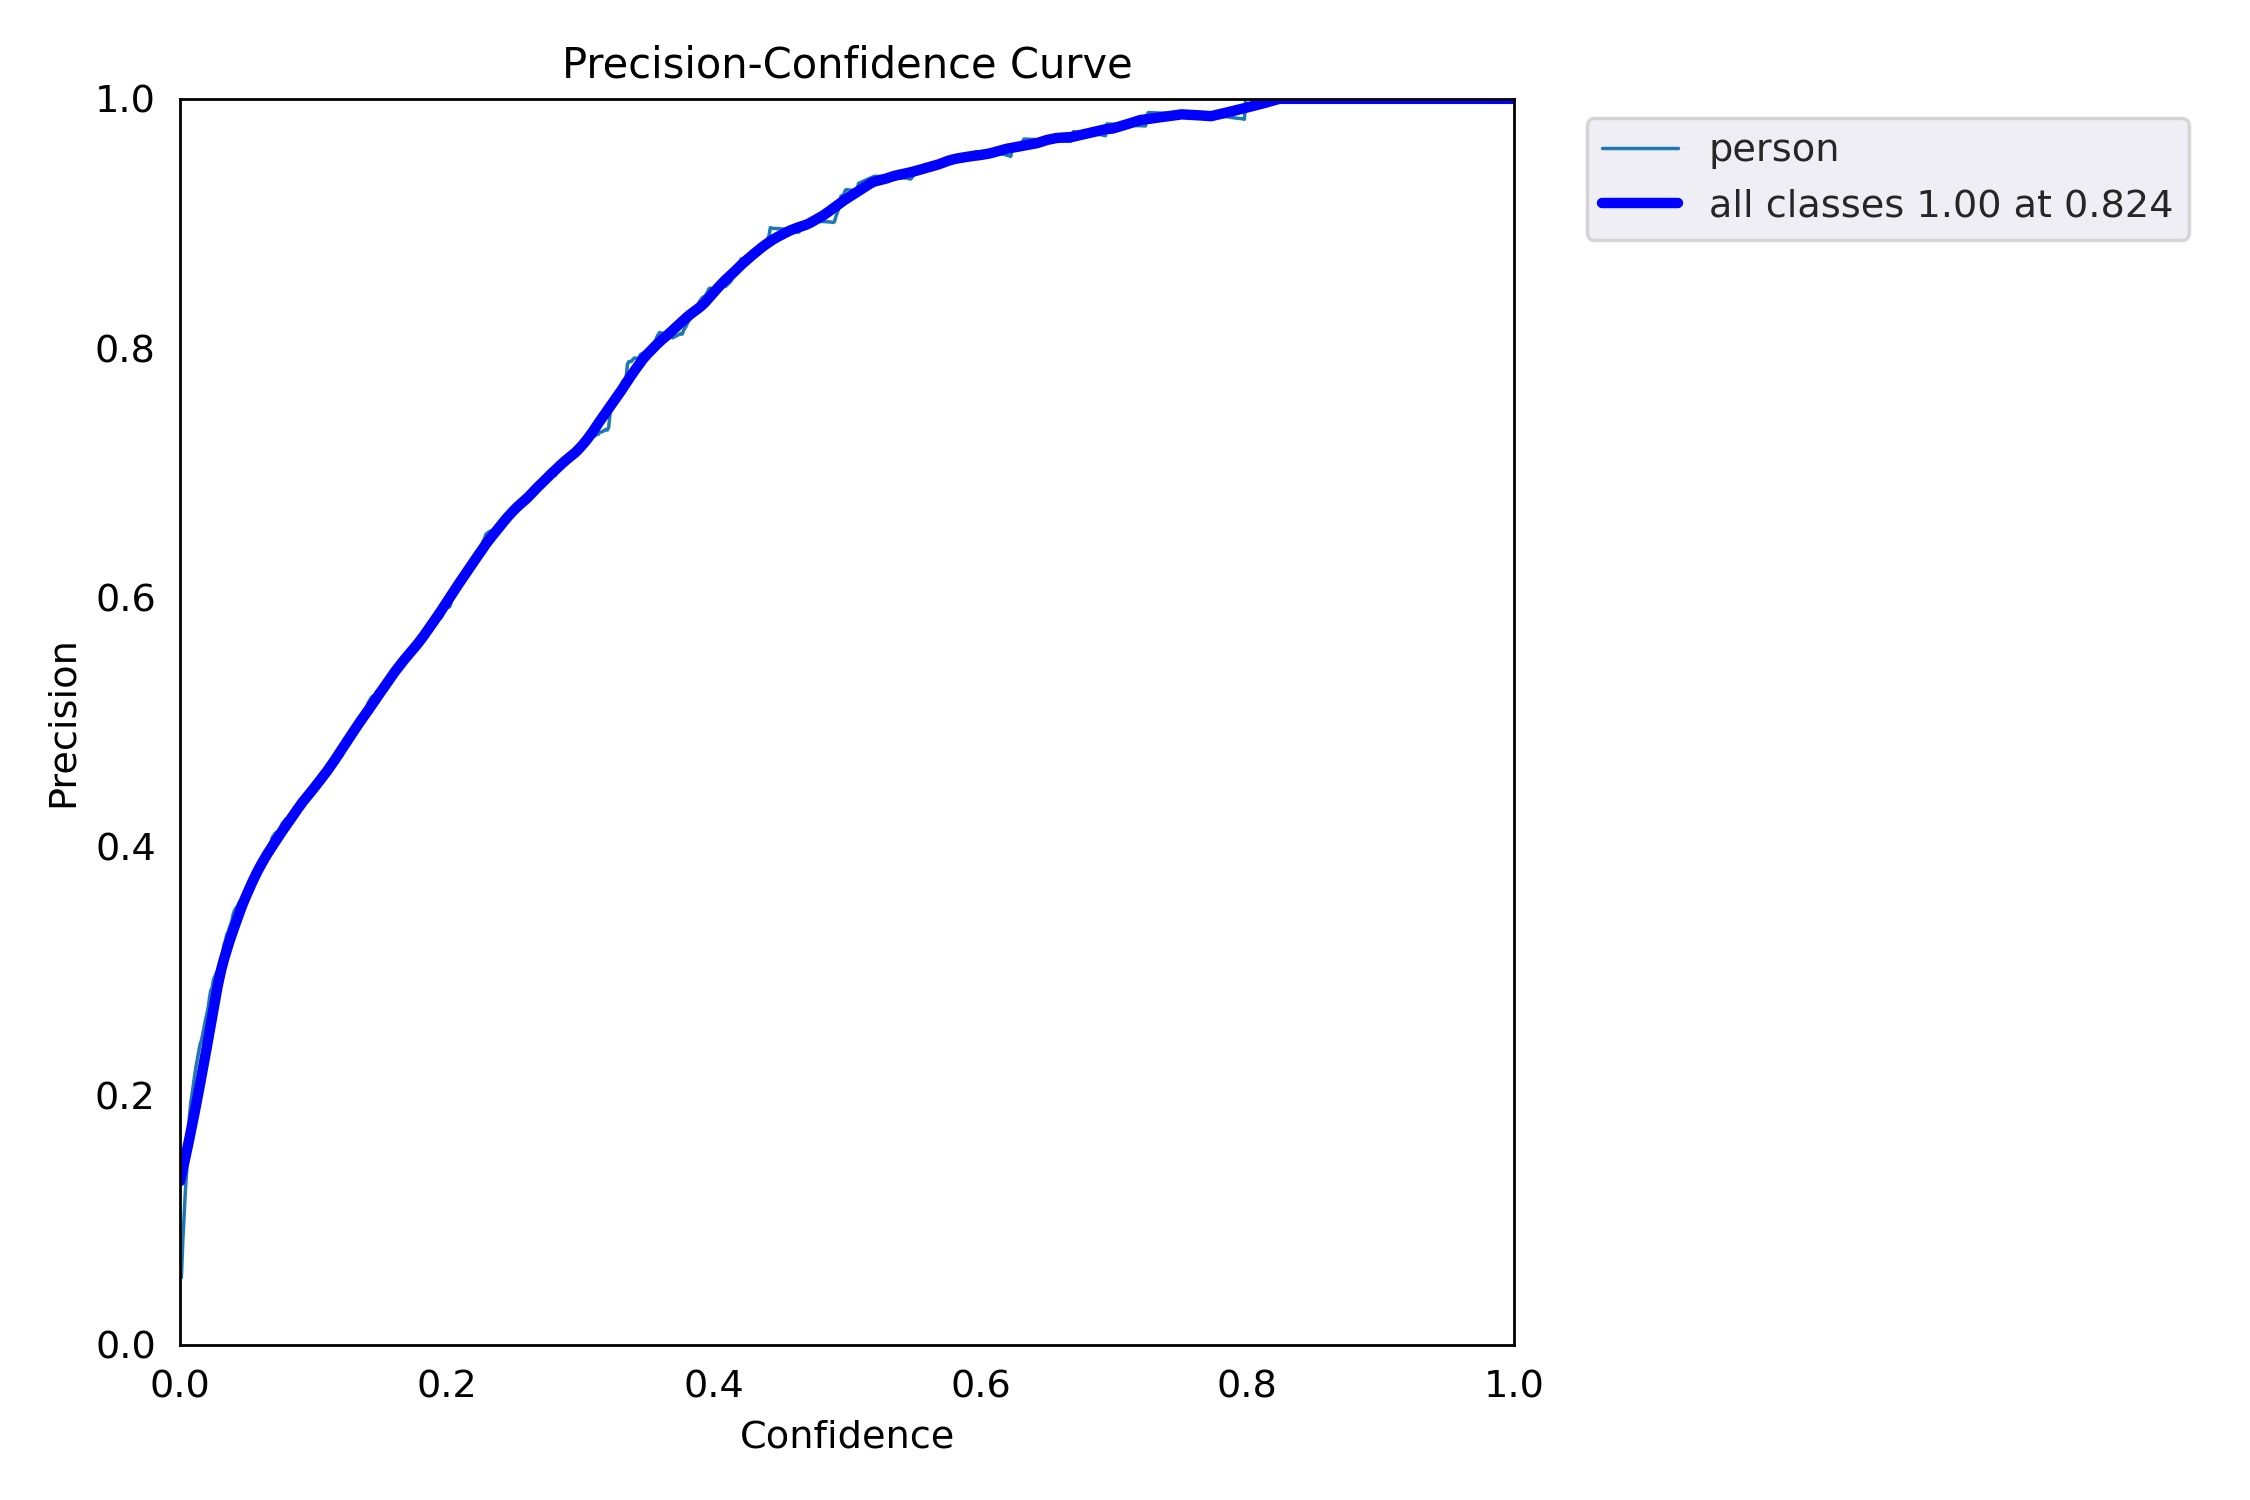 Precision-Confidence Curve
1.0
0.8
0.6
0.4
0.2
0.0
Precision
0.0 0.2 0.4 0.6 0.8 1.0
Confidence
person
all classes 1.00 at 0.824